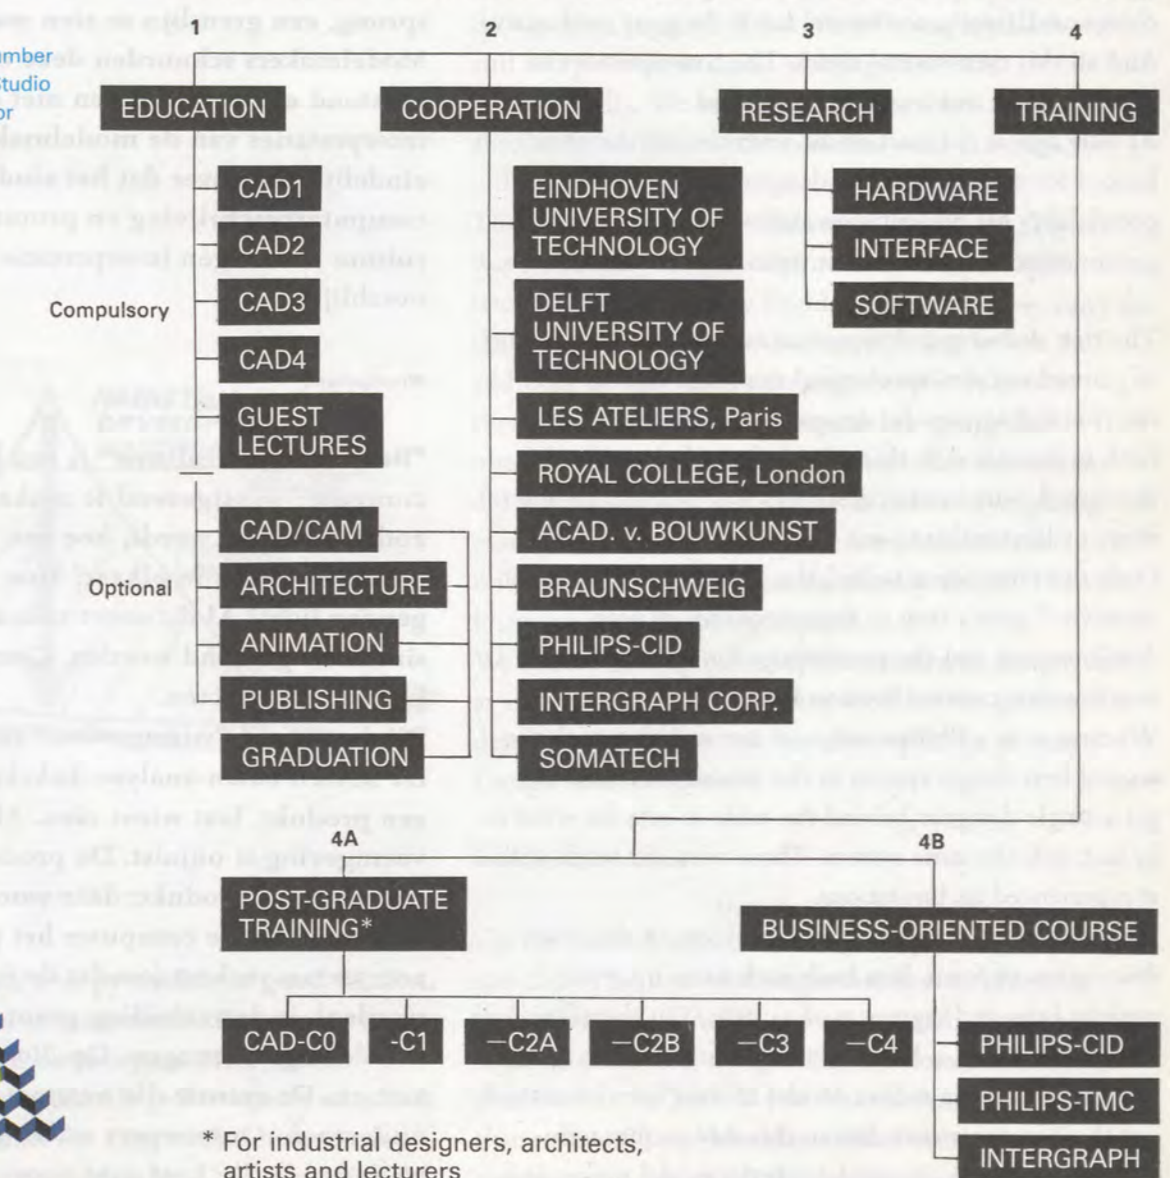 1 2 3 4
mber
Studio
or
EDUCATION COOPERATION RESEARCH TRAINING
CAD1
CAD2
Compulsory
CAD3
CAD4
GUEST
LECTURES
CAD/CAM
Optional
ARCHITECTURE
ANIMATION
PUBLISHING
GRADUATION
EINDHOVEN
UNIVERSITY OF
TECHNOLOGY
DELFT
UNIVERSITY OF
TECHNOLOGY
LES ATELIERS, Paris
ROYAL COLLEGE, London
ACAD. v. BOUWKUNST
BRAUNSCHWEIG
PHILIPS-CID
INTERGRAPH CORP.
SOMATECH
HARDWARE
INTERFACE
SOFTWARE
4A
POST-GRADUATE
TRAINING*
CAD-C0 -C1 —C2A —C2B —C3 —C4
4B
BUSINESS-ORIENTED COURSE
PHILIPS-CID
PHILIPS-TMC
INTERGRAPH
* For industrial designers, architects,
artists and lecturers